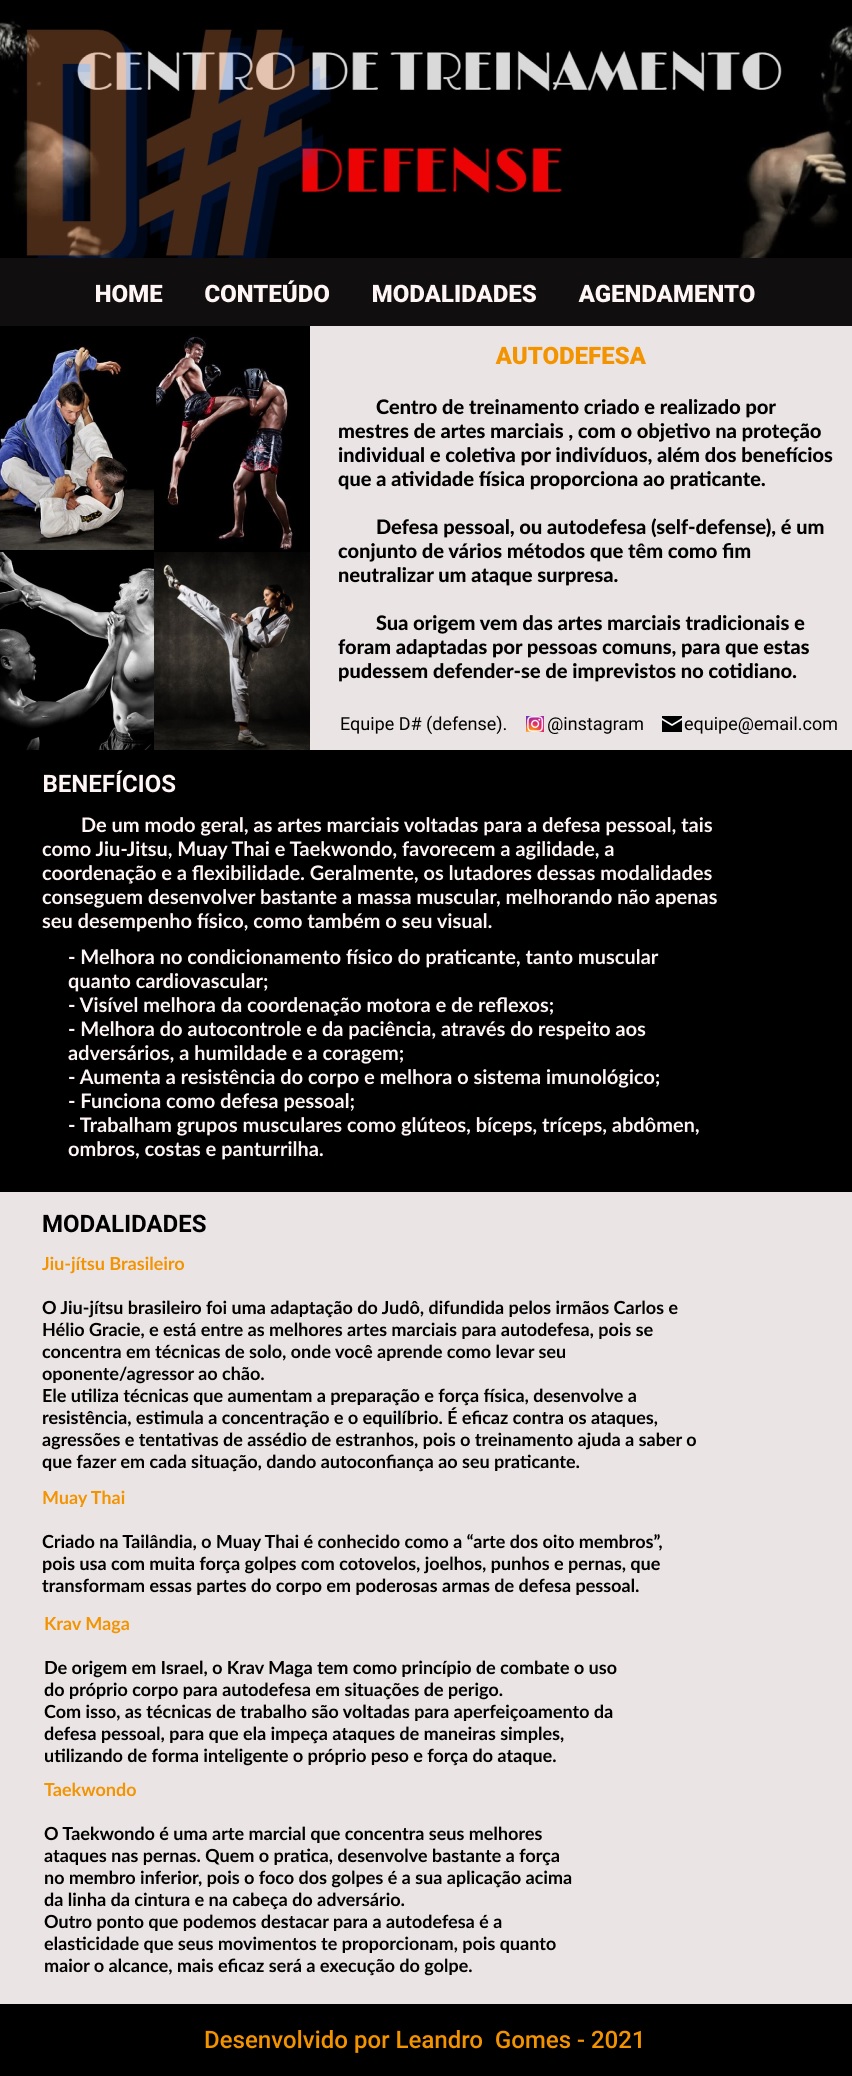 D#
CENTRO DE TREINAMENTO
DEFENSE
HOME CONTEÚDO MODALIDADES AGENDAMENTO
AUTODEFESA
Centro de treinamento criado e realizado por
mestres de artes marciais , com o objetivo na proteção
individual e coletiva por indivíduos, além dos benefícios
que a atividade física proporciona ao praticante.
Defesa pessoal, ou autodefesa (self-defense), é um
conjunto de vários métodos que têm como fim
neutralizar um ataque surpresa.
Sua origem vem das artes marciais tradicionais e
foram adaptadas por pessoas comuns, para que estas
pudessem defender-se de imprevistos no cotidiano.
Equipe D# (defense). @instagram equipe@email.com
BENEFÍCIOS
De um modo geral, as artes marciais voltadas para a defesa pessoal, tais
como Jiu-Jitsu, Muay Thai e Taekwondo, favorecem a agilidade, a
coordenação e a flexibilidade. Geralmente, os lutadores dessas modalidades
conseguem desenvolver bastante a massa muscular, melhorando não apenas
seu desempenho físico, como também o seu visual.
- Melhora no condicionamento físico do praticante, tanto muscular
quanto cardiovascular;
- Visível melhora da coordenação motora e de reflexos;
- Melhora do autocontrole e da paciência, através do respeito aos
adversários, a humildade e a coragem;
- Aumenta a resistência do corpo e melhora o sistema imunológico;
- Funciona como defesa pessoal;
- Trabalham grupos musculares como glúteos, bíceps, tríceps, abdômen,
ombros, costas e panturrilha.
MODALIDADES
Jiu-jítsu Brasileiro
O Jiu-jítsu brasileiro foi uma adaptação do Judô, difundida pelos irmãos Carlos e
Hélio Gracie, e está entre as melhores artes marciais para autodefesa, pois se
concentra em técnicas de solo, onde você aprende como levar seu
oponente/agressor ao chão.
Ele utiliza técnicas que aumentam a preparação e força física, desenvolve a
resistência, estimula a concentração e o equilíbrio. É eficaz contra os ataques,
agressões e tentativas de assédio de estranhos, pois o treinamento ajuda a saber o
que fazer em cada situação, dando autoconfiança ao seu praticante.
Muay Thai
Criado na Tailândia, o Muay Thai é conhecido como a “arte dos oito membros”,
pois usa com muita força golpes com cotovelos, joelhos, punhos e pernas, que
transformam essas partes do corpo em poderosas armas de defesa pessoal.
Krav Maga
De origem em Israel, o Krav Maga tem como princípio de combate o uso
do próprio corpo para autodefesa em situações de perigo.
Com isso, as técnicas de trabalho são voltadas para aperfeiçoamento da
defesa pessoal, para que ela impeça ataques de maneiras simples,
utilizando de forma inteligente o próprio peso e força do ataque.
Taekwondo
O Taekwondo é uma arte marcial que concentra seus melhores
ataques nas pernas. Quem o pratica, desenvolve bastante a força
no membro inferior, pois o foco dos golpes é a sua aplicação acima
da linha da cintura e na cabeça do adversário.
Outro ponto que podemos destacar para a autodefesa é a
elasticidade que seus movimentos te proporcionam, pois quanto
maior o alcance, mais eficaz será a execução do golpe.
Desenvolvido por Leandro Gomes - 2021